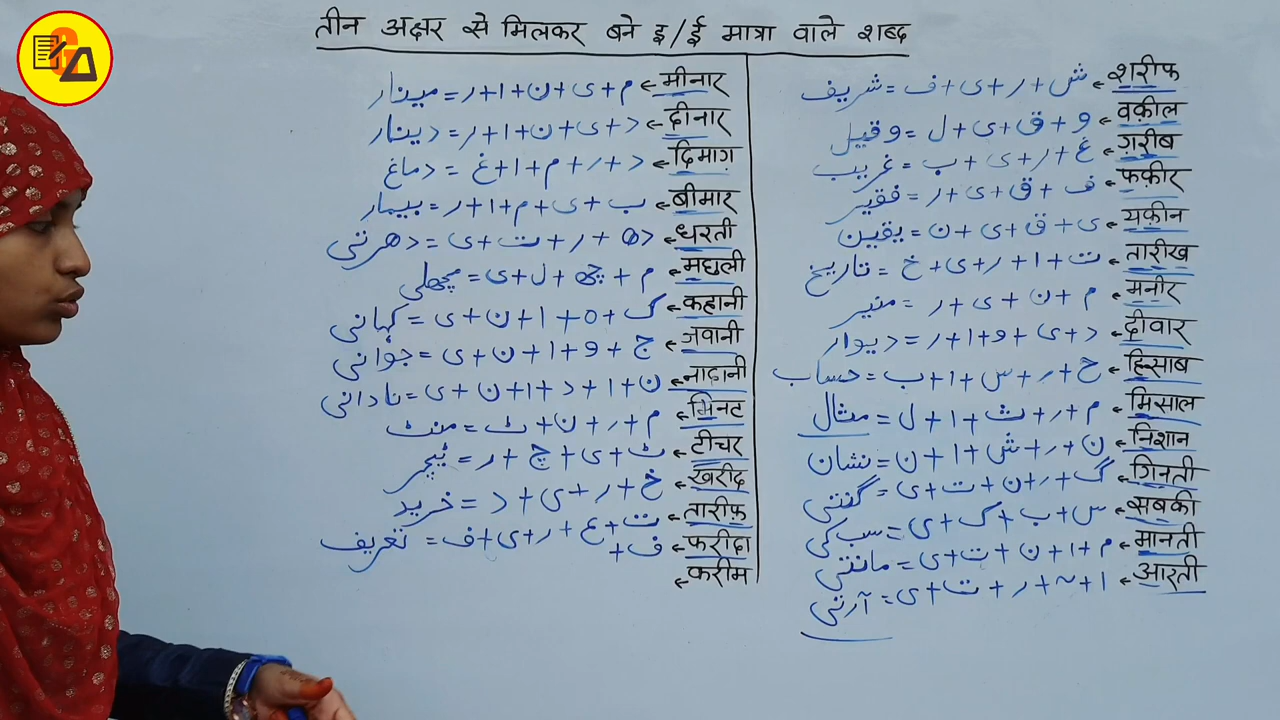 तीन अक्षर से मिलकर बने इ/ई मात्रा वाले शब्द
शरीफ ← ش+ر+ی+ف=شریف
वक़ील ← و+ق+ی+ل=وقیل
ग़रीब ← غ+ر+ی+ب=غریب
फक़ीर ← ف+ق+ی+ر=فقیر
यक़ीन ← ی+ق+ی+ن=یقین
तारीख़ ← ت+ا+ر+ی+خ=تاریخ
मनीर ← م+ن+ی+ر=منیر
दीवार ← د+ی+و+ا+ر=دیوار
हिसाब ← ح+ِ+س+ا+ب=حساب
मिसाल ← م+ِ+ث+ا+ل=مثال
निशान ← ن+ِ+ش+ا+ن=نشان
गिनती ← گ+ِ+ن+ت+ی=گنتی
सबकी ← س+ب+ک+ی=سب کی
मानती ← م+ا+ن+ت+ی=مانتی
आरती ← ا+~+ر+ت+ی=آرتی
मीनार ← م+ی+ن+ا+ر=مینار
दीनार ← د+ی+ن+ا+ر=دینار
दिमाग़ ← د+ِ+م+ا+غ=دماغ
बीमार ← ب+ی+م+ا+ر=بیمار
धरती ← دھ+ر+ت+ی=دھرتی
मछली ← م+چھ+ل+ی=مچھلی
कहानी ← ک+ہ+ا+ن+ی=کہانی
जवानी ← ج+و+ا+ن+ی=جوانی
नादानी ← ن+ا+د+ا+ن+ی=نادانی
मिनट ← م+ِ+ن+ٹ=منٹ
टीचर ← ٹ+ی+چ+ر=ٹیچر
ख़रीद ← خ+ر+ی+د=خرید
तारीफ़ ← ت+ع+ر+ی+ف=تعریف
फरीदा ← ف+
करीम ←